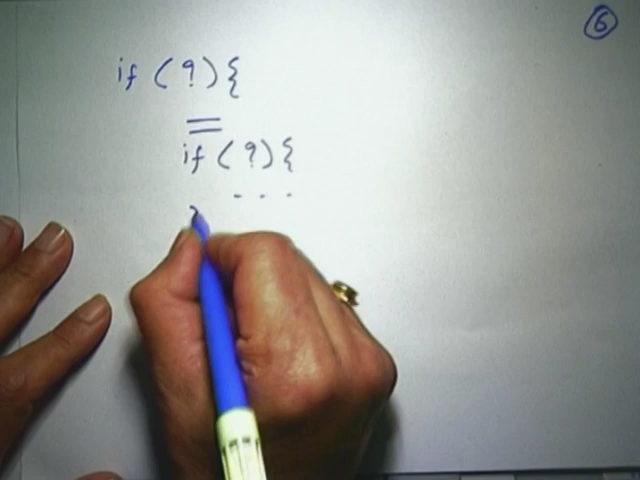 6
if (?) {
=
if (?) {
...